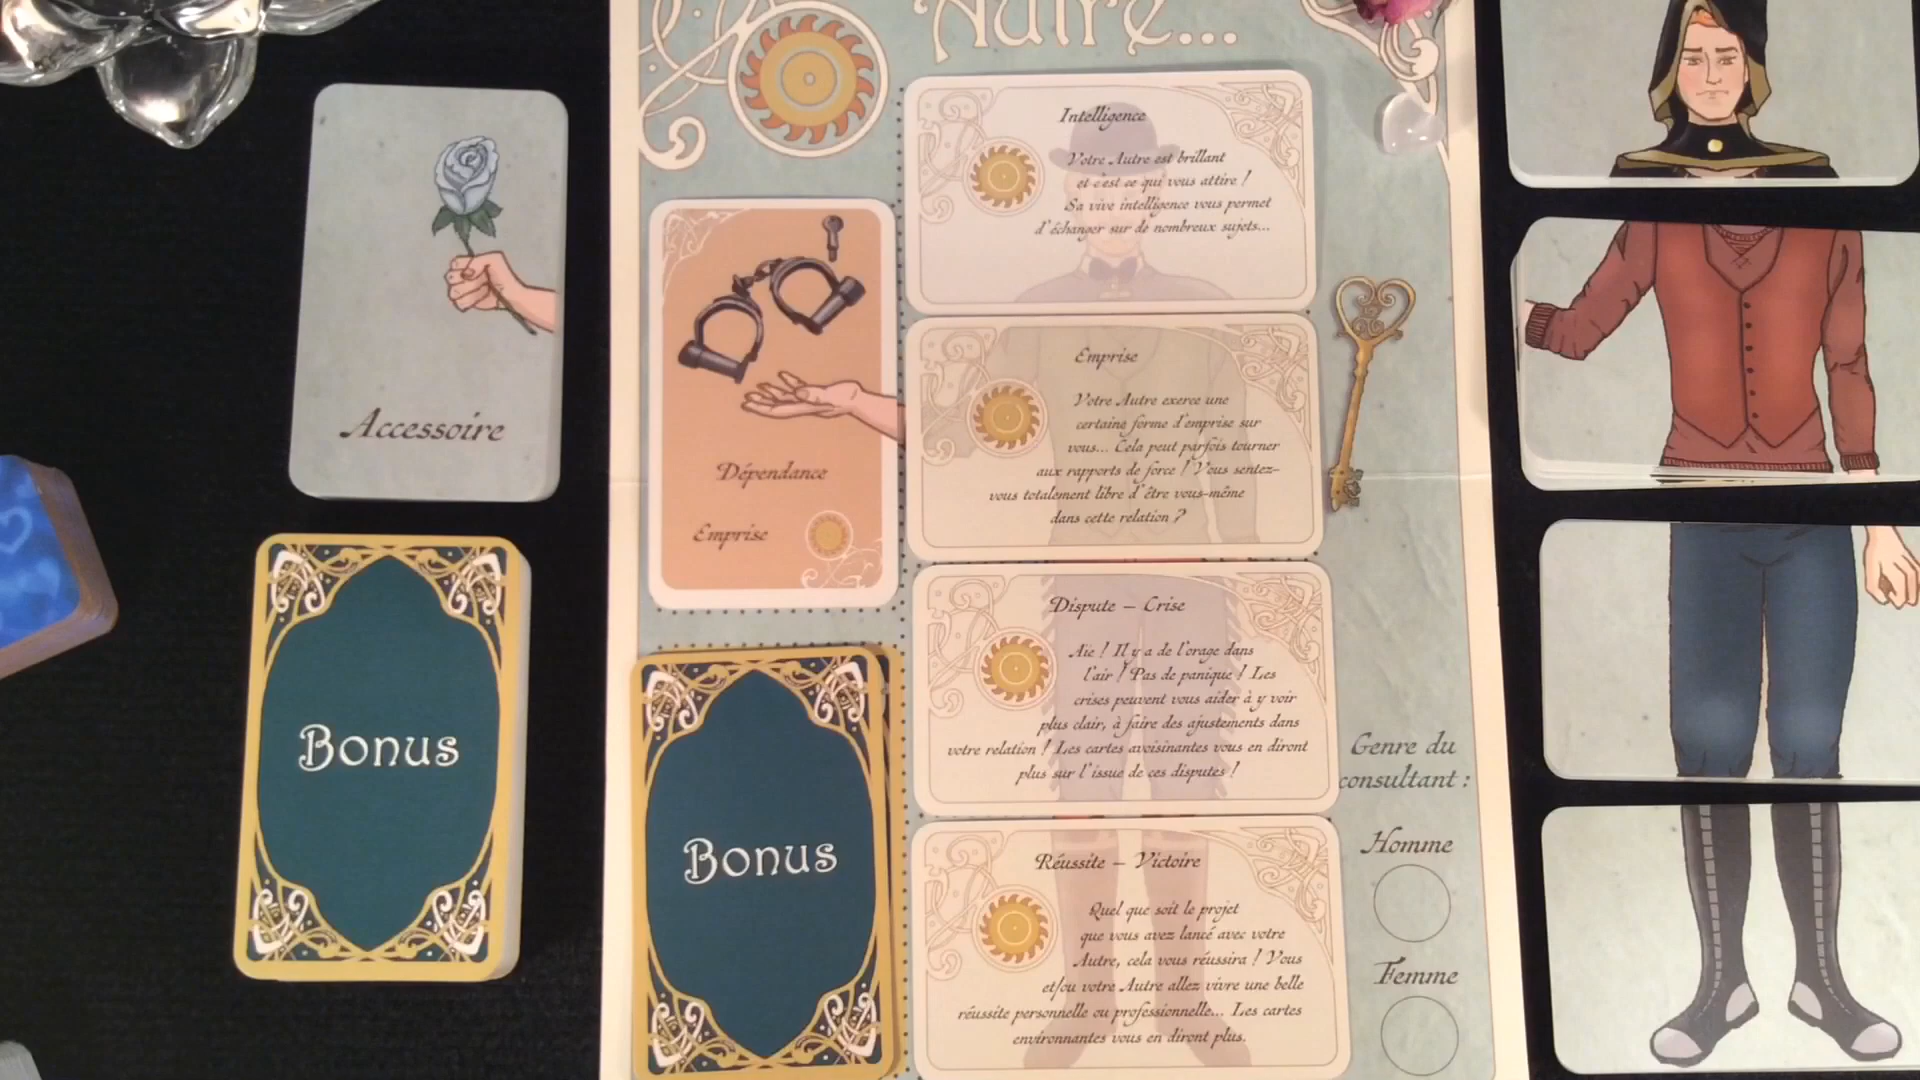 Autre...
Accessoire
Bonus
Dépendance
Emprise
Bonus
Intelligence
Votre Autre est brillant
et c'est ce qui vous attire !
Sa vive intelligence vous permet
d'échanger sur de nombreux sujets...
Emprise
Votre Autre exerce une
certaine forme d'emprise sur
vous... Cela peut parfois tourner
aux rapports de force ! Vous sentez-
vous totalement libre d'être vous-même
dans cette relation ?
Dispute – Crise
Aie ! Il y a de l'orage dans
l'air ! Pas de panique ! Les
crises peuvent vous aider à y voir
plus clair, à faire des ajustements dans
votre relation ! Les cartes avoisinantes vous en diront
plus sur l'issue de ces disputes !
Réussite – Victoire
Quel que soit le projet
que vous avez lancé avec votre
Autre, cela vous réussira ! Vous
et/ou votre Autre allez vivre une belle
réussite personnelle ou professionnelle... Les cartes
environnantes vous en diront plus.
Genre du
consultant :
Homme
Femme